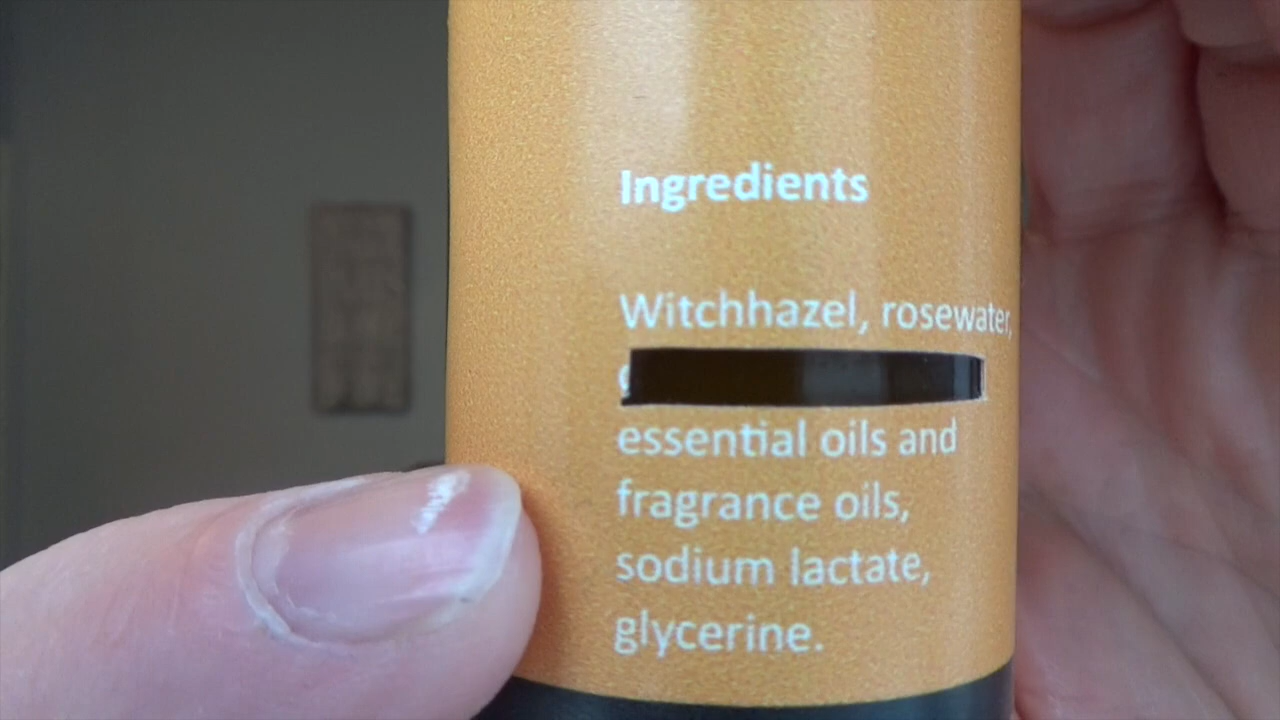 Ingredients
Witchhazel, rosewater,
essential oils and
fragrance oils,
sodium lactate,
glycerine.